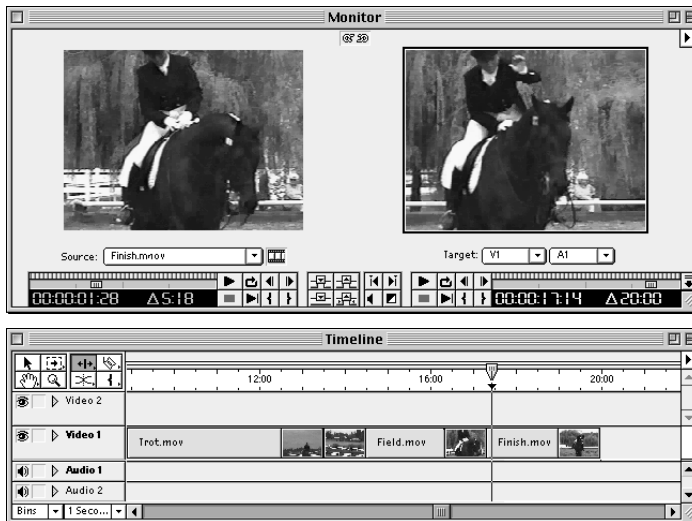 Monitor
Source: Finish.mov
Target: V1 A1
00:00:01:28 Δ5:18
00:00:17:14 Δ20:00
Timeline
12:00 16:00 20:00
Video 2
Video 1
Trot.mov Field.mov Finish.mov
Audio 1
Audio 2
Bins 1 Seco...